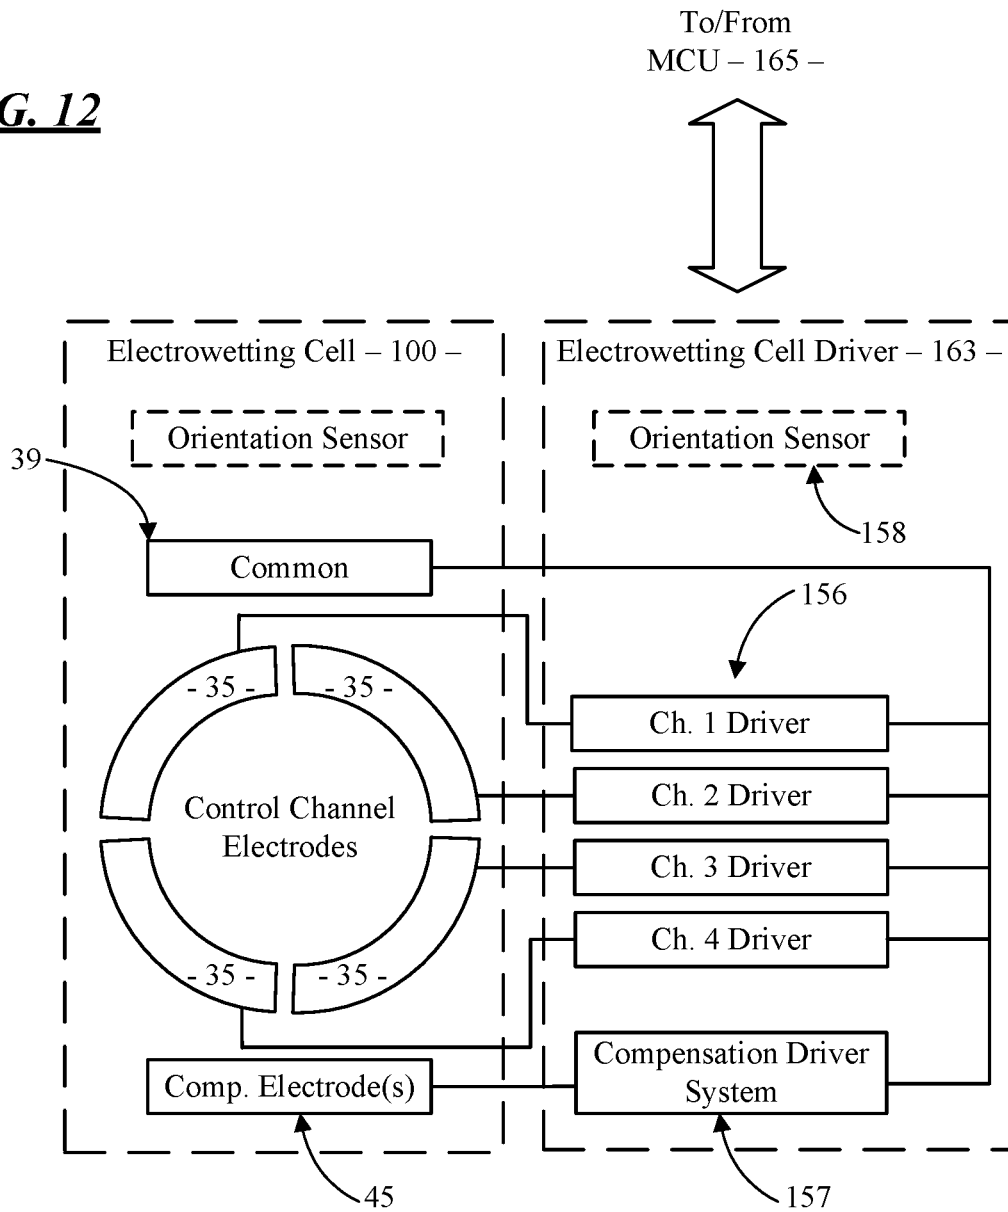 To/From
MCU – 165 –
G. 12
Electrowetting Cell – 100 –
Electrowetting Cell Driver – 163 –
Orientation Sensor
Orientation Sensor
39
158
Common
156
- 35 -
- 35 -
Ch. 1 Driver
Ch. 2 Driver
Control Channel
Electrodes
Ch. 3 Driver
Ch. 4 Driver
- 35 -
- 35 -
Compensation Driver
System
Comp. Electrode(s)
45
157